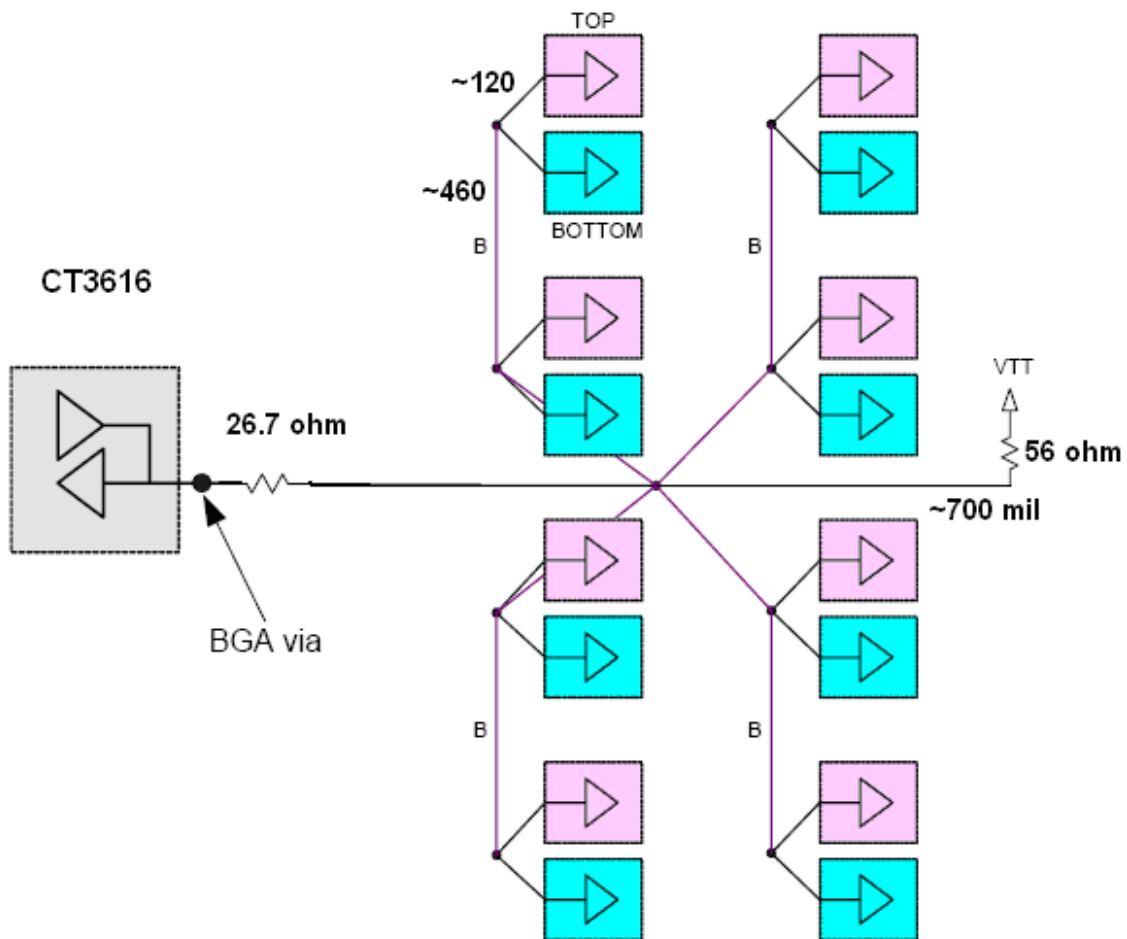 TOP
~120
~460
BOTTOM
B
B
CT3616
VTT
26.7 ohm
56 ohm
~700 mil
BGA via
B
B